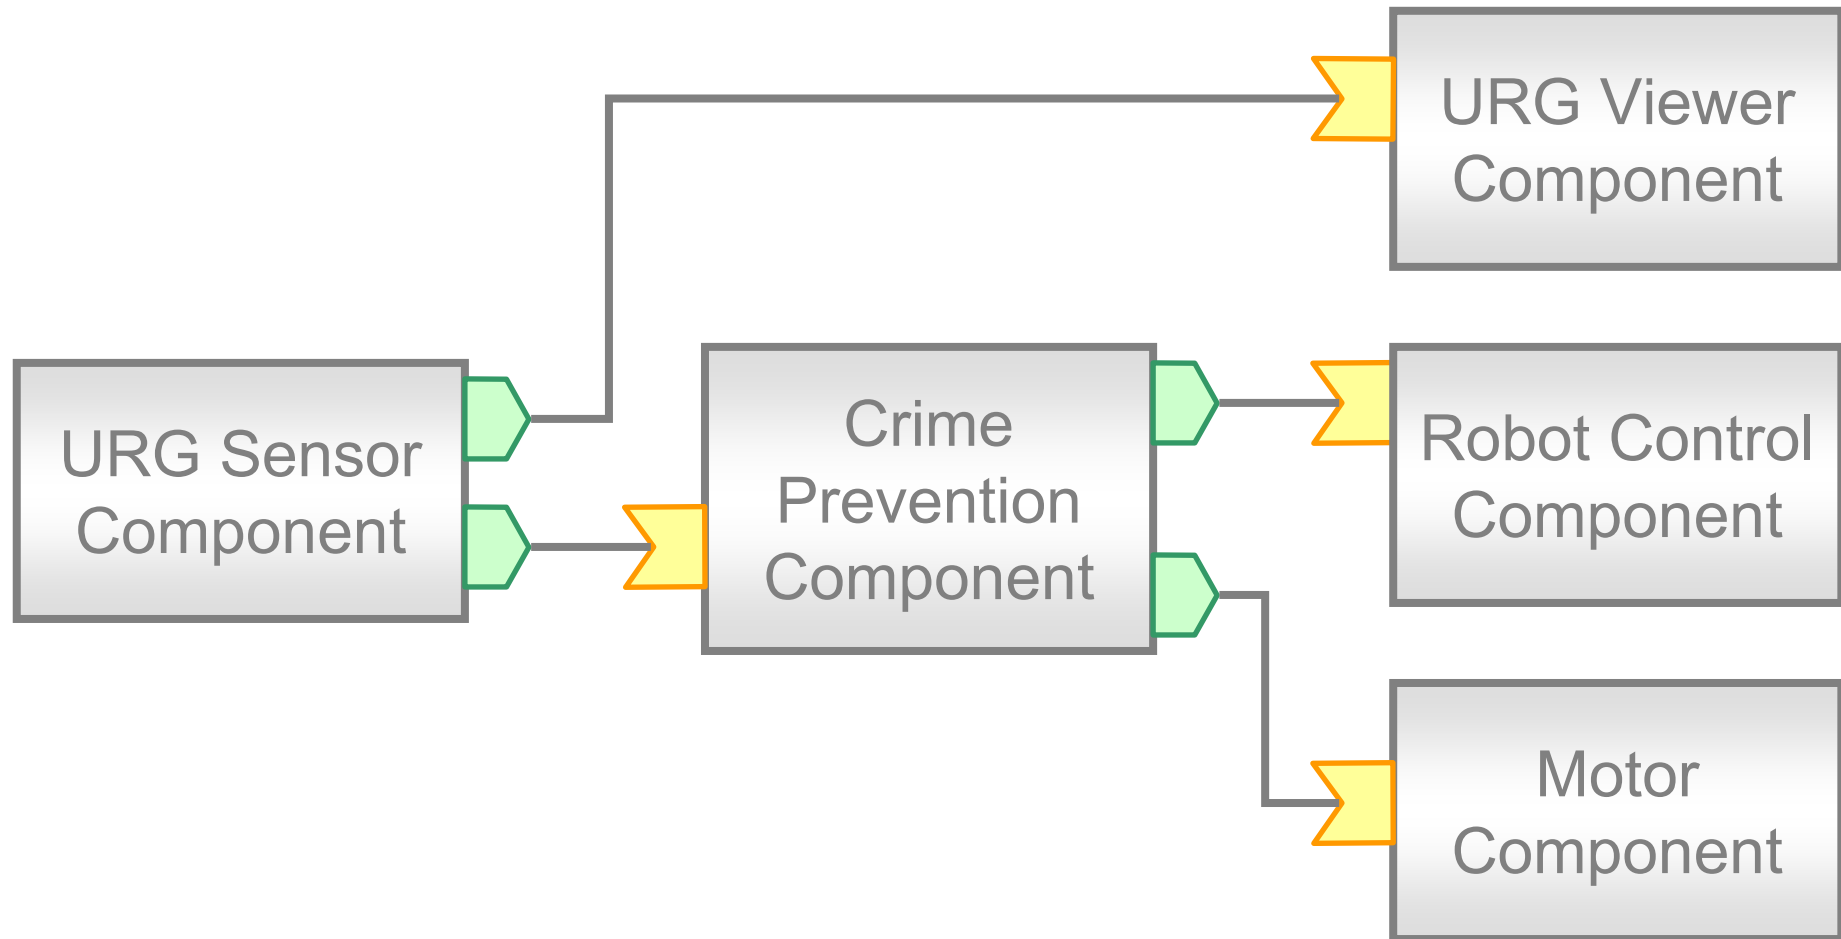 URG Viewer
Component
URG Sensor
Component
Crime
Prevention
Component
Robot Control
Component
Motor
Component